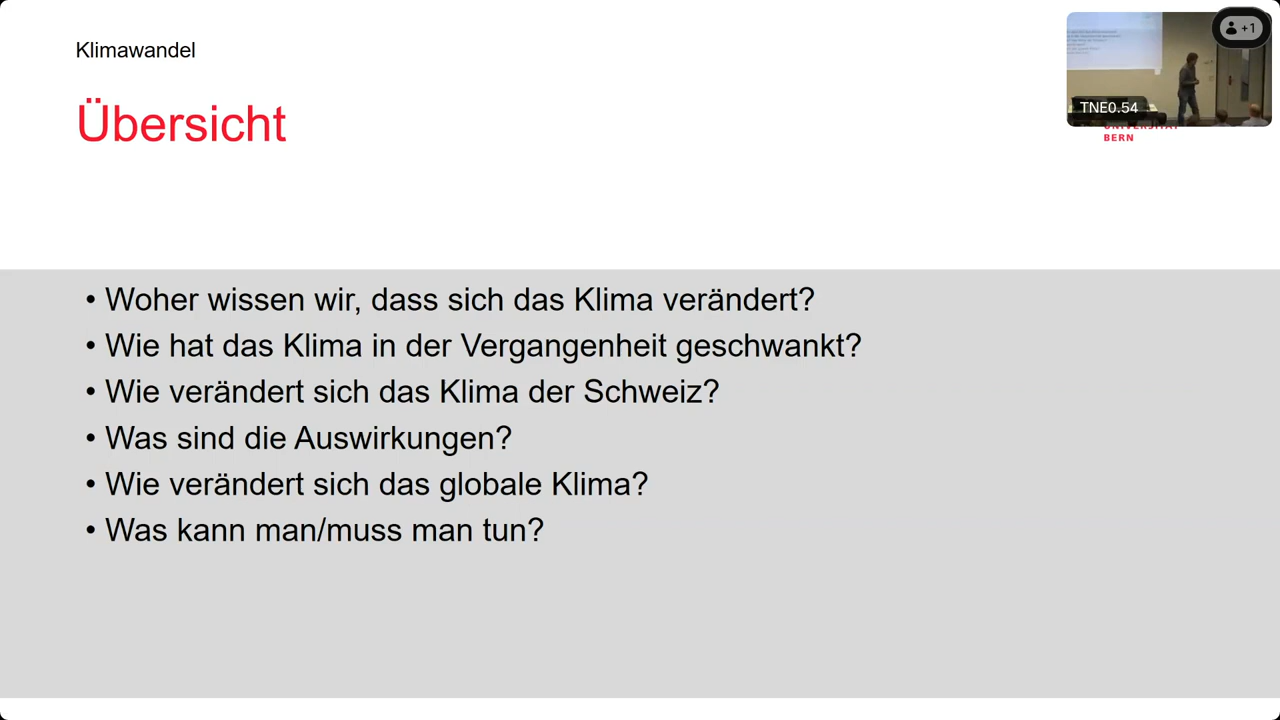 Klimawandel
Übersicht
+1
TNE0.54
UNIVERSITÄT
BERN
• Woher wissen wir, dass sich das Klima verändert?
• Wie hat das Klima in der Vergangenheit geschwankt?
• Wie verändert sich das Klima der Schweiz?
• Was sind die Auswirkungen?
• Wie verändert sich das globale Klima?
• Was kann man/muss man tun?